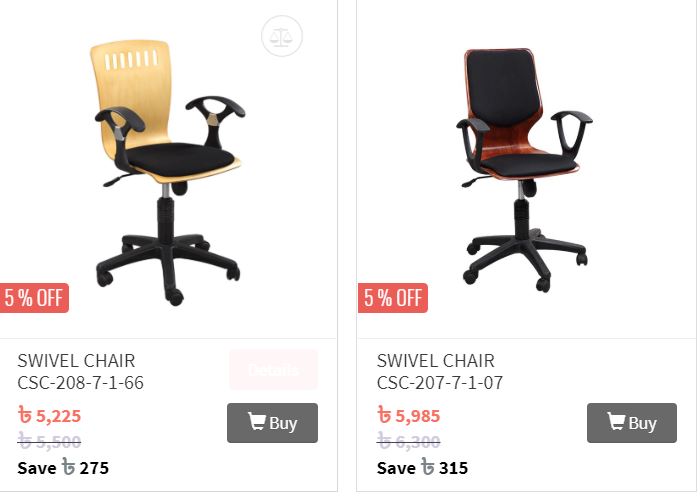 5 % OFF
SWIVEL CHAIR
CSC-208-7-1-66
Details
৳ 5,225
৳ 5,500
Save ৳ 275
Buy
5 % OFF
SWIVEL CHAIR
CSC-207-7-1-07
৳ 5,985
৳ 6,300
Save ৳ 315
Buy